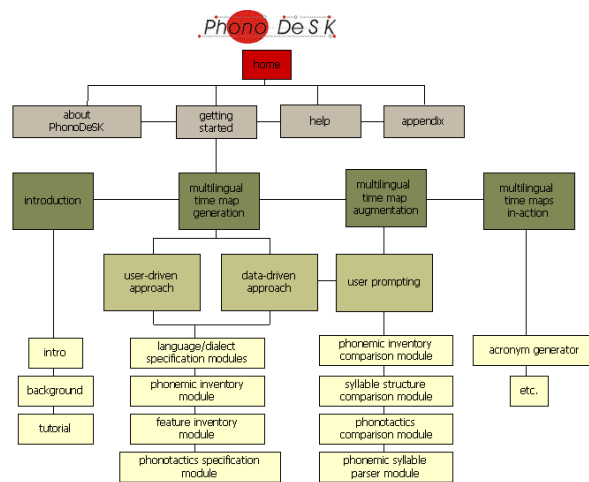 Phono DeSK
home
about
PhonoDeSK
getting
started
help
appendix
introduction
multilingual
time map
generation
multilingual
time map
augmentation
multilingual
time maps
in-action
user-driven
approach
data-driven
approach
user prompting
intro
background
tutorial
language/dialect
specification modules
phonemic inventory
module
feature inventory
module
phonotactics specification
module
phonemic inventory
comparison module
syllable structure
comparison module
phonotactics
comparison module
phonemic syllable
parser module
acronym generator
etc.